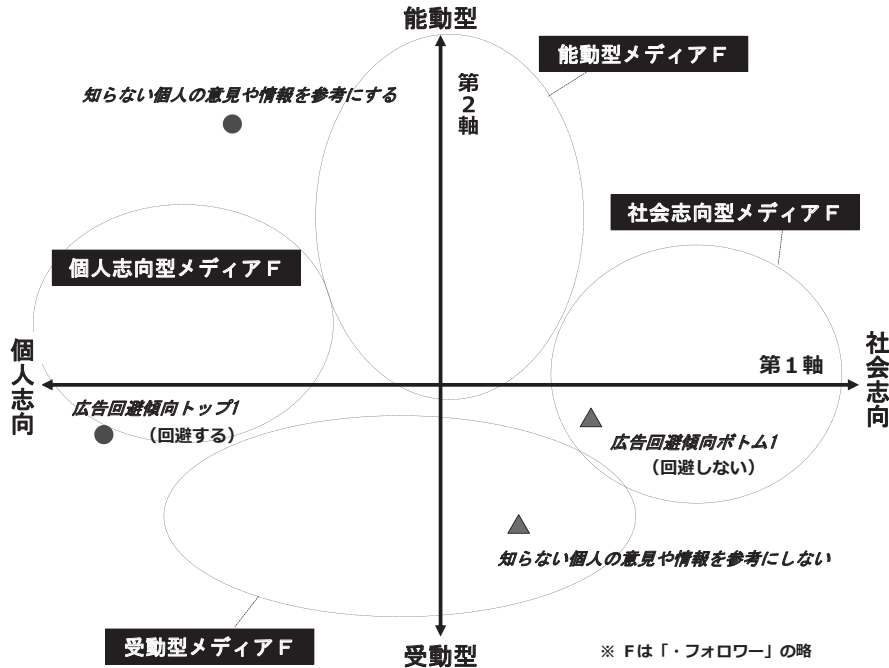 能動型
能動型メディアF
知らない個人の意見や情報を参考にする
第2軸
社会志向型メディアF
個人志向型メディアF
個人志向
社会志向
第1軸
広告回避傾向トップ1
（回避する）
広告回避傾向ボトム1
（回避しない）
知らない個人の意見や情報を参考にしない
受動型メディアF
受動型
※ Fは「・フォロワー」の略